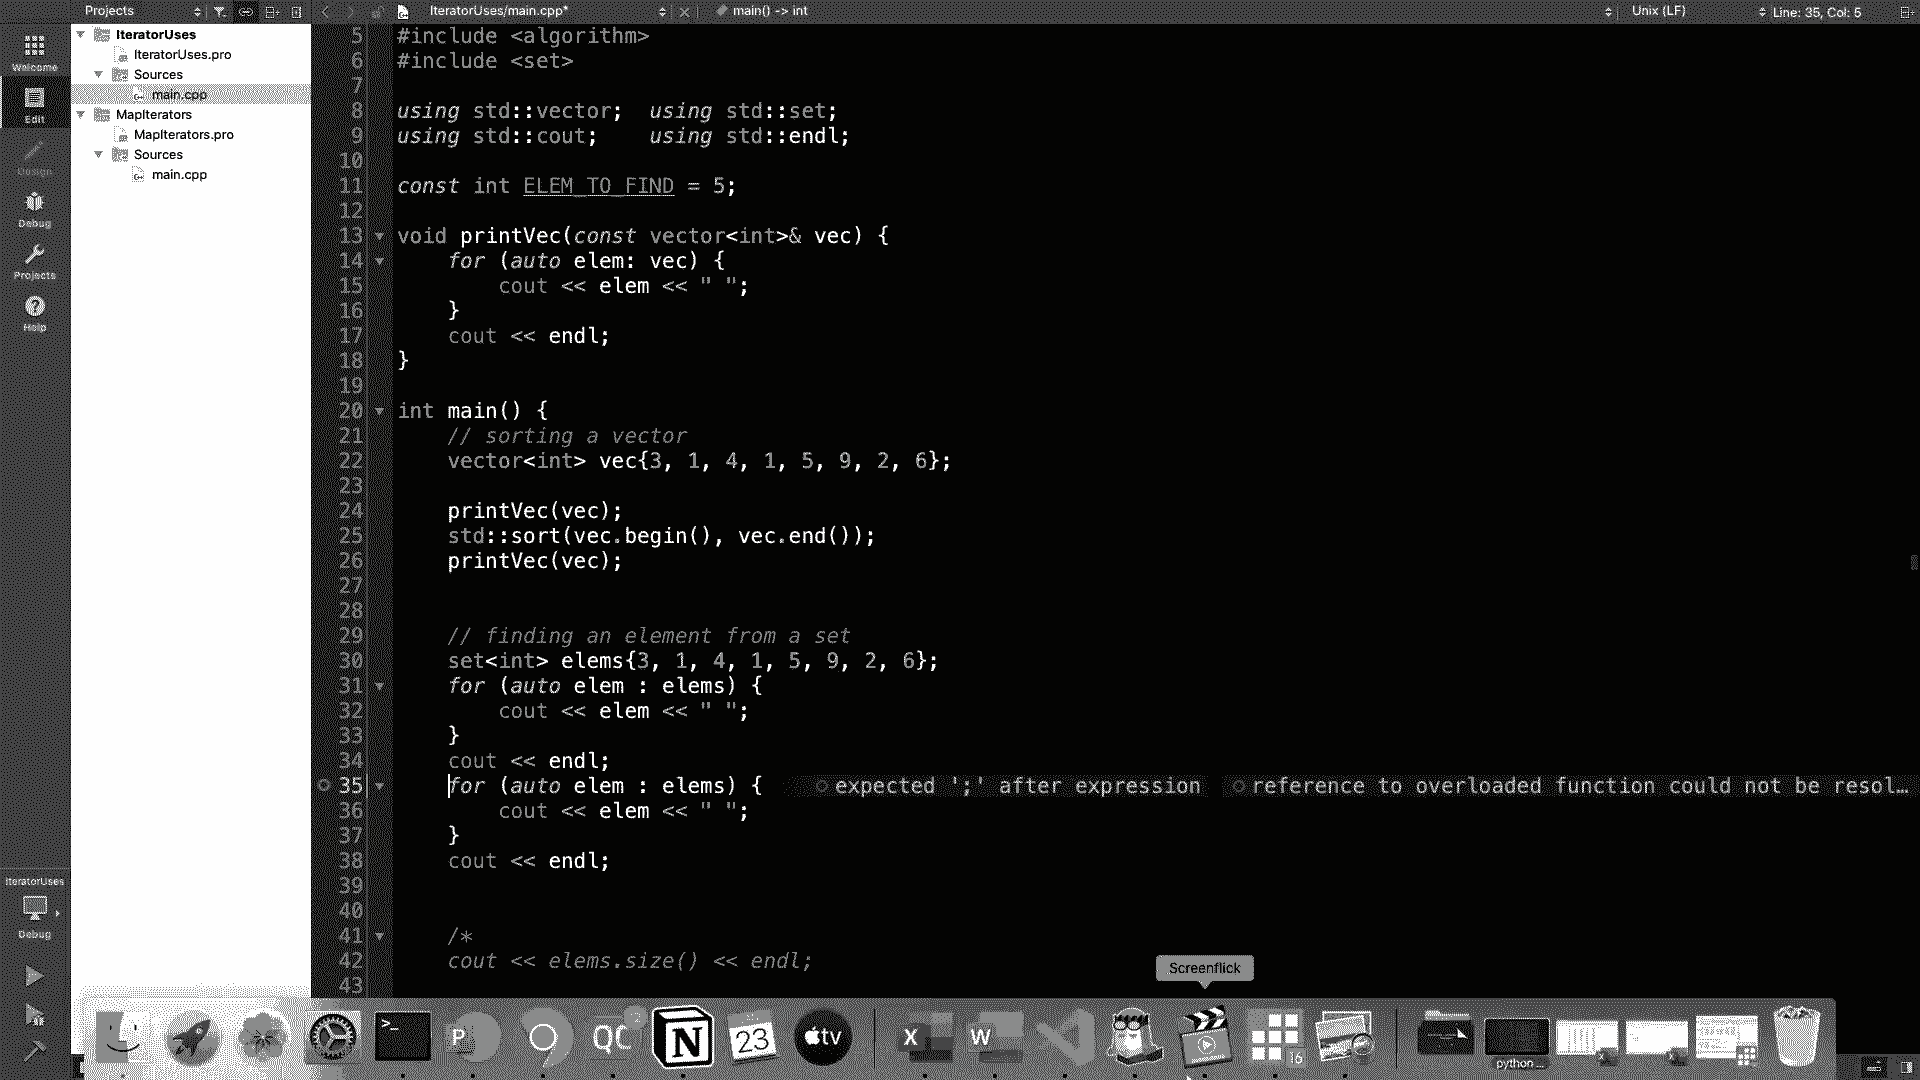 Projects
IteratorUses/main.cpp*
main() -> int
Unix (LF)
Line: 35, Col: 5
IteratorUses
IteratorUses.pro
Sources
main.cpp
MapIterators
MapIterators.pro
Sources
main.cpp
Welcome
Edit
Design
Debug
Projects
Help
IteratorUses
Debug
5 #include <algorithm>
6 #include <set>
7
8 using std::vector;  using std::set;
9 using std::cout;    using std::endl;
10
11 const int ELEM_TO_FIND = 5;
12
13 void printVec(const vector<int>& vec) {
14     for (auto elem: vec) {
15         cout << elem << " ";
16     }
17     cout << endl;
18 }
19
20 int main() {
21     // sorting a vector
22     vector<int> vec{3, 1, 4, 1, 5, 9, 2, 6};
23
24     printVec(vec);
25     std::sort(vec.begin(), vec.end());
26     printVec(vec);
27
28
29     // finding an element from a set
30     set<int> elems{3, 1, 4, 1, 5, 9, 2, 6};
31     for (auto elem : elems) {
32         cout << elem << " ";
33     }
34     cout << endl;
35     for (auto elem : elems) { expected ';' after expression reference to overloaded function could not be resol…
36         cout << elem << " ";
37     }
38     cout << endl;
39
40
41     /*
42     cout << elems.size() << endl;
43
Screenflick
>_
P
QC
2
N
23
tv
X
W
16
python ...
X
X